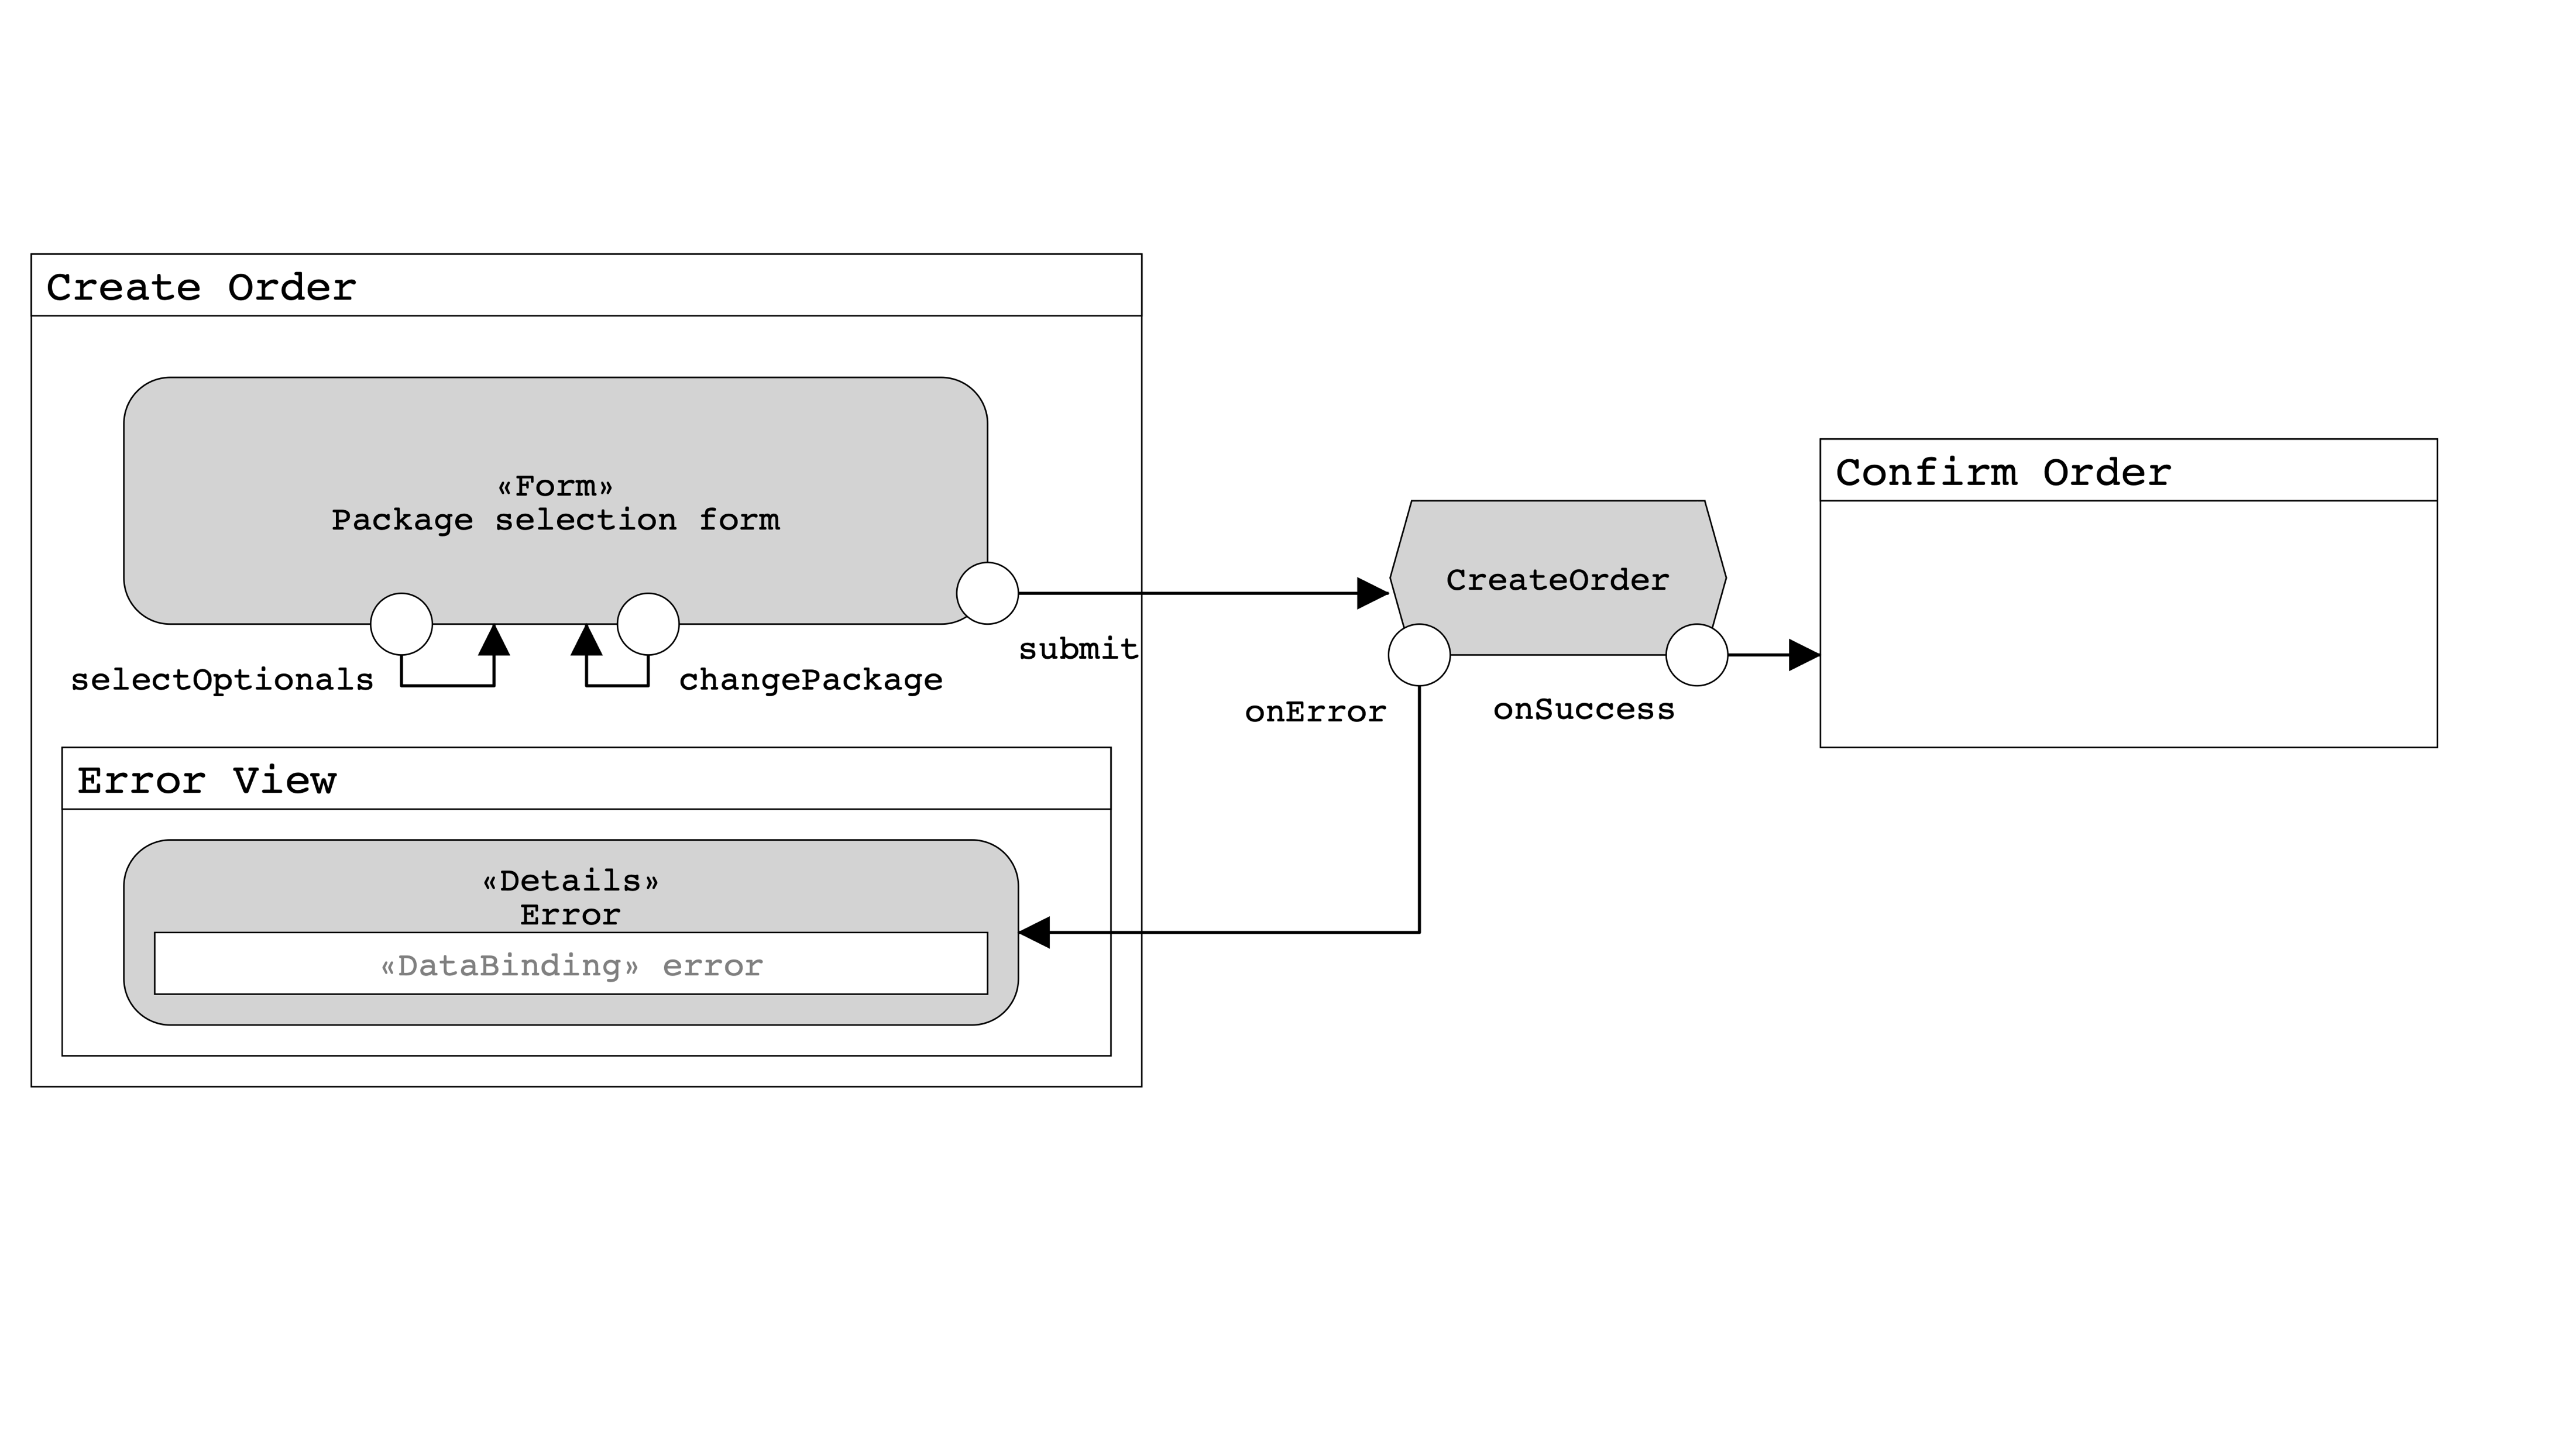 Create Order
«Form»
Package selection form
submit
selectOptionals
changePackage
Error View
«Details»
Error
«DataBinding» error
CreateOrder
onError
onSuccess
Confirm Order